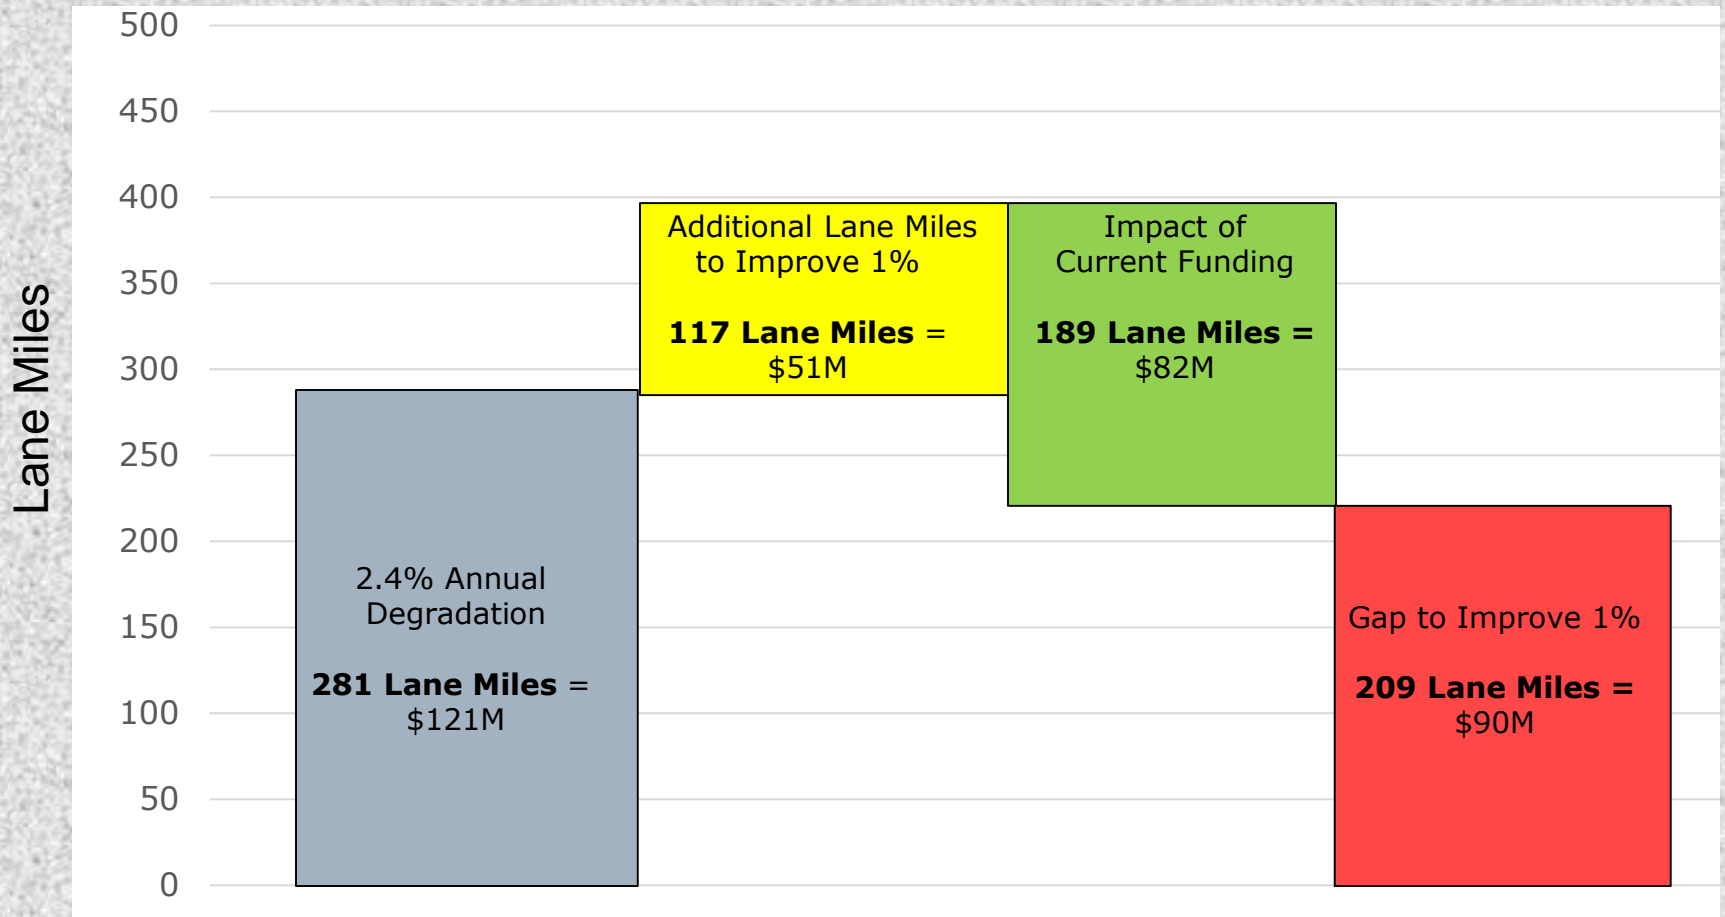 Lane Miles
500
450
400
350
300
250
200
150
100
50
0
2.4% Annual
Degradation
281 Lane Miles =
$121M
Additional Lane Miles
to Improve 1%
117 Lane Miles =
$51M
Impact of
Current Funding
189 Lane Miles =
$82M
Gap to Improve 1%
209 Lane Miles =
$90M